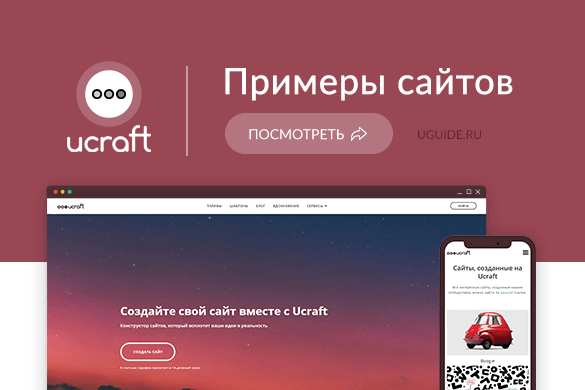 ucraft
Примеры сайтов
ПОСМОТРЕТЬ
UGUIDE.RU
ucraft
ТАРИФЫ ШАБЛОНЫ БЛОГ ВДОХНОВЕНИЕ СЕРВИСЫ
ВОЙТИ
Создайте свой сайт вместе с Ucraft
Конструктор сайтов, который воплотит ваши идеи в реальность
СОЗДАТЬ САЙТ
ucraft
Сайты, созданные на
Ucraft
Boogie